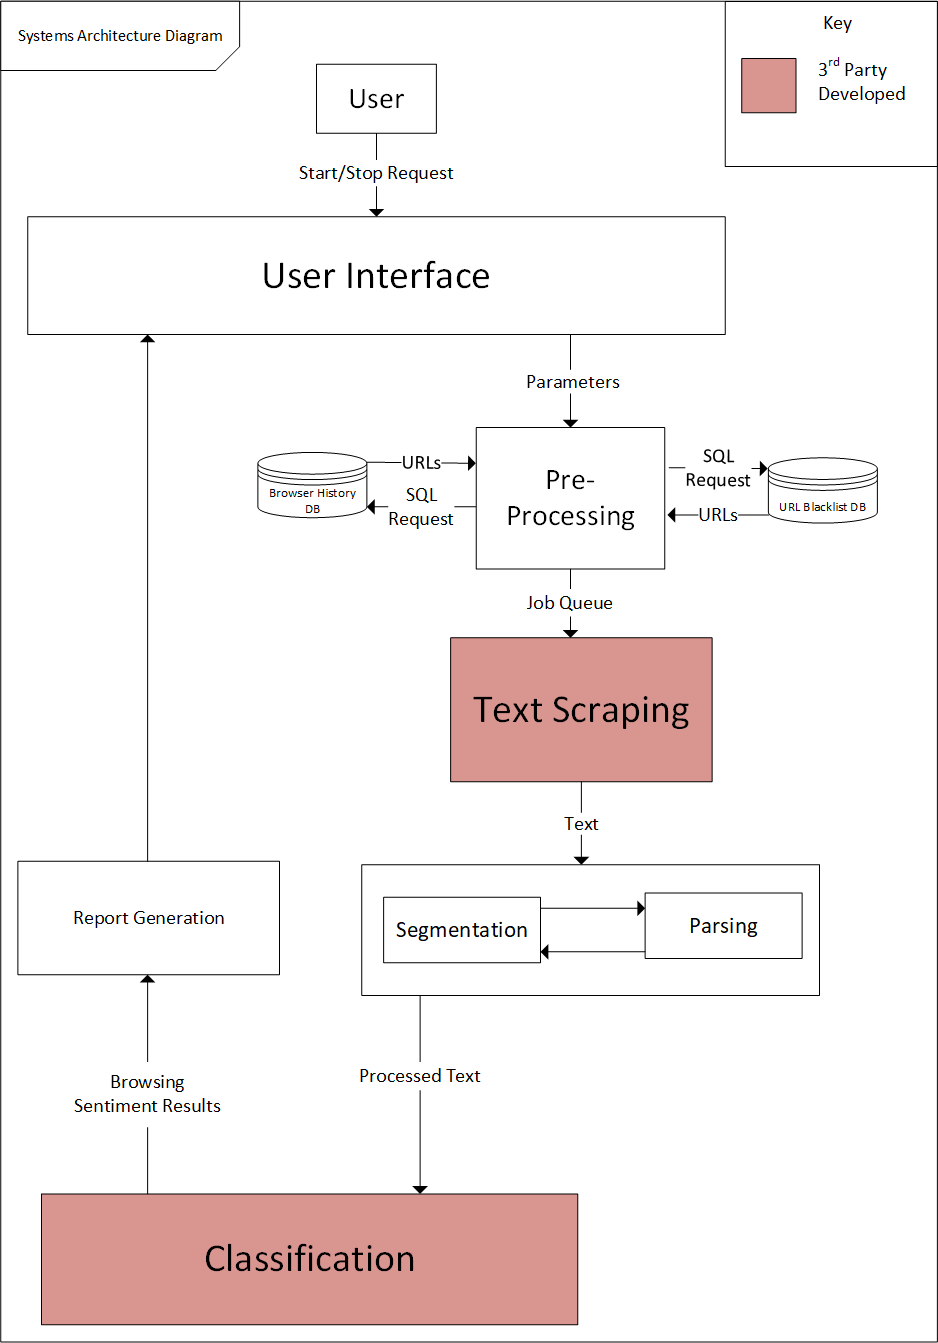 Systems Architecture Diagram
Key
3rd Party
Developed
User
Start/Stop Request
User Interface
Parameters
Browser History
DB
URLs
SQL
Request
Pre-
Processing
SQL
Request
URLs
URL Blacklist DB
Job Queue
Text Scraping
Text
Segmentation
Parsing
Report Generation
Processed Text
Browsing
Sentiment Results
Classification